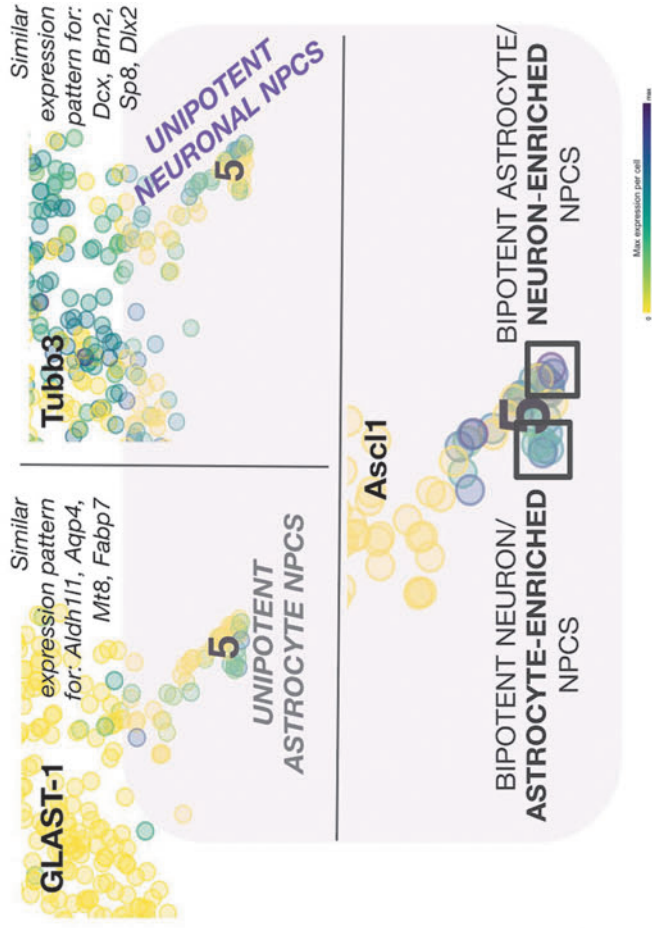 GLAST-1
Similar
expression pattern
for: Aldh1l1, Aqp4,
Mt8, Fabp7
5
UNIPOTENT
ASTROCYTE NPCS
Tubb3
Similar
expression
pattern for:
Dcx, Brn2,
Sp8, Dlx2
UNIPOTENT
NEURONAL NPCS
5
Ascl1
5
BIPOTENT NEURON/
ASTROCYTE-ENRICHED
NPCS
BIPOTENT ASTROCYTE/
NEURON-ENRICHED
NPCS
Max expression per cell
0
max